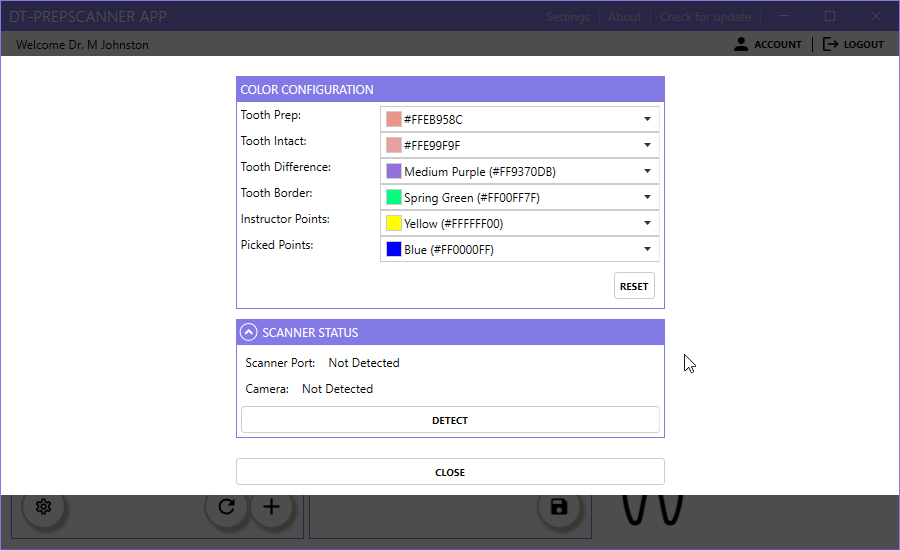 DT-PREPSCANNER APP
Settings About Check for update
Welcome Dr. M Johnston
ACCOUNT LOGOUT
COLOR CONFIGURATION
Tooth Prep: #FFEB958C
Tooth Intact: #FFE99F9F
Tooth Difference: Medium Purple (#FF9370DB)
Tooth Border: Spring Green (#FF00FF7F)
Instructor Points: Yellow (#FFFFFF00)
Picked Points: Blue (#FF0000FF)
RESET
SCANNER STATUS
Scanner Port: Not Detected
Camera: Not Detected
DETECT
CLOSE